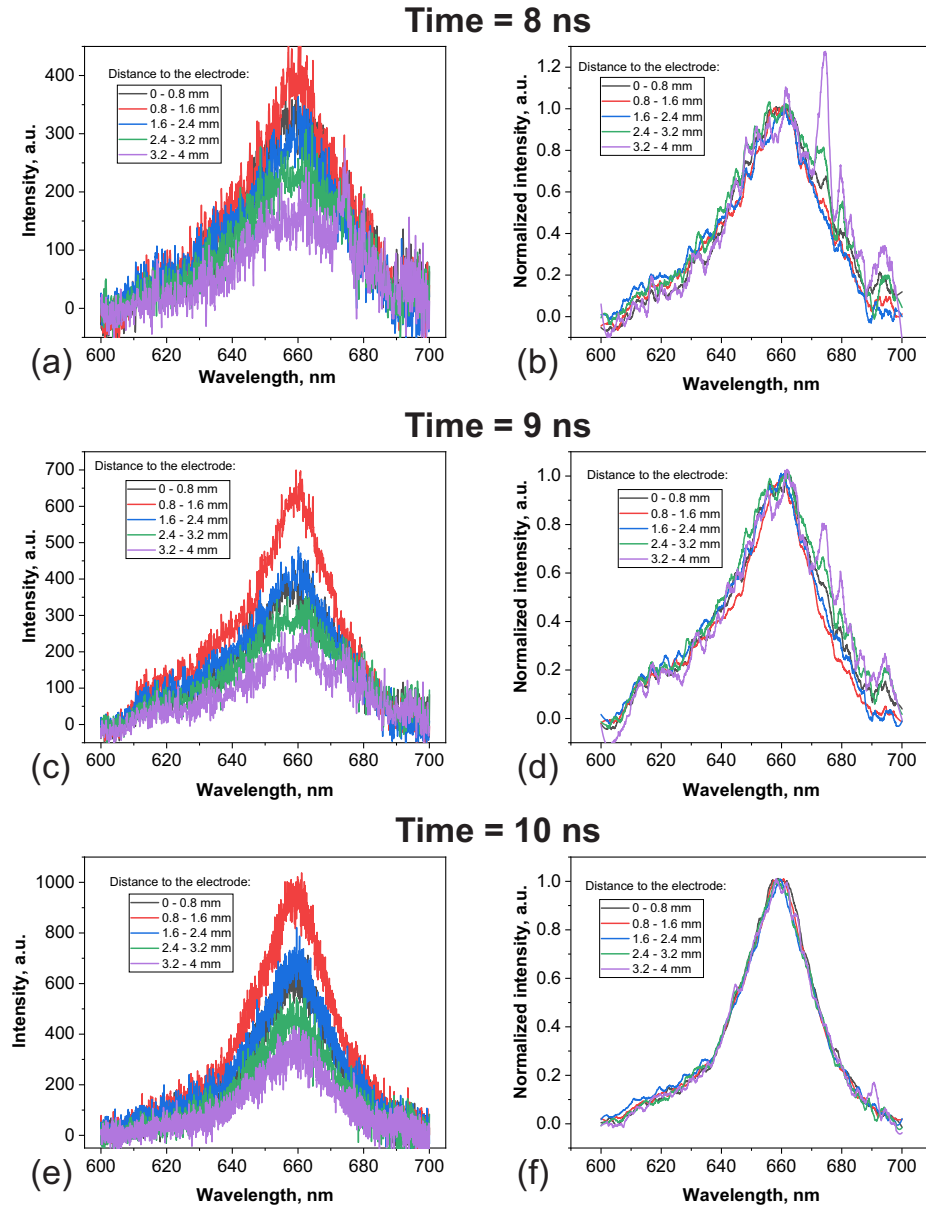 Time = 8 ns
Distance to the electrode:
0 - 0.8 mm
0.8 - 1.6 mm
1.6 - 2.4 mm
2.4 - 3.2 mm
3.2 - 4 mm
400
300
200
100
0
Intensity, a.u.
600 620 640 660 680 700
Wavelength, nm
(a)
Distance to the electrode:
0 - 0.8 mm
0.8 - 1.6 mm
1.6 - 2.4 mm
2.4 - 3.2 mm
3.2 - 4 mm
1.2
1.0
0.8
0.6
0.4
0.2
0.0
Normalized intensity, a.u.
600 620 640 660 680 700
Wavelength, nm
(b)
Time = 9 ns
Distance to the electrode:
0 - 0.8 mm
0.8 - 1.6 mm
1.6 - 2.4 mm
2.4 - 3.2 mm
3.2 - 4 mm
700
600
500
400
300
200
100
0
Intensity, a.u.
600 620 640 660 680 700
Wavelength, nm
(c)
Distance to the electrode:
0 - 0.8 mm
0.8 - 1.6 mm
1.6 - 2.4 mm
2.4 - 3.2 mm
3.2 - 4 mm
1.0
0.8
0.6
0.4
0.2
0.0
Normalized intensity, a.u.
600 620 640 660 680 700
Wavelength, nm
(d)
Time = 10 ns
Distance to the electrode:
0 - 0.8 mm
0.8 - 1.6 mm
1.6 - 2.4 mm
2.4 - 3.2 mm
3.2 - 4 mm
1000
800
600
400
200
0
Intensity, a.u.
600 620 640 660 680 700
Wavelength, nm
(e)
Distance to the electrode:
0 - 0.8 mm
0.8 - 1.6 mm
1.6 - 2.4 mm
2.4 - 3.2 mm
3.2 - 4 mm
1.0
0.8
0.6
0.4
0.2
0.0
Normalized intensity, a.u.
600 620 640 660 680 700
Wavelength, nm
(f)